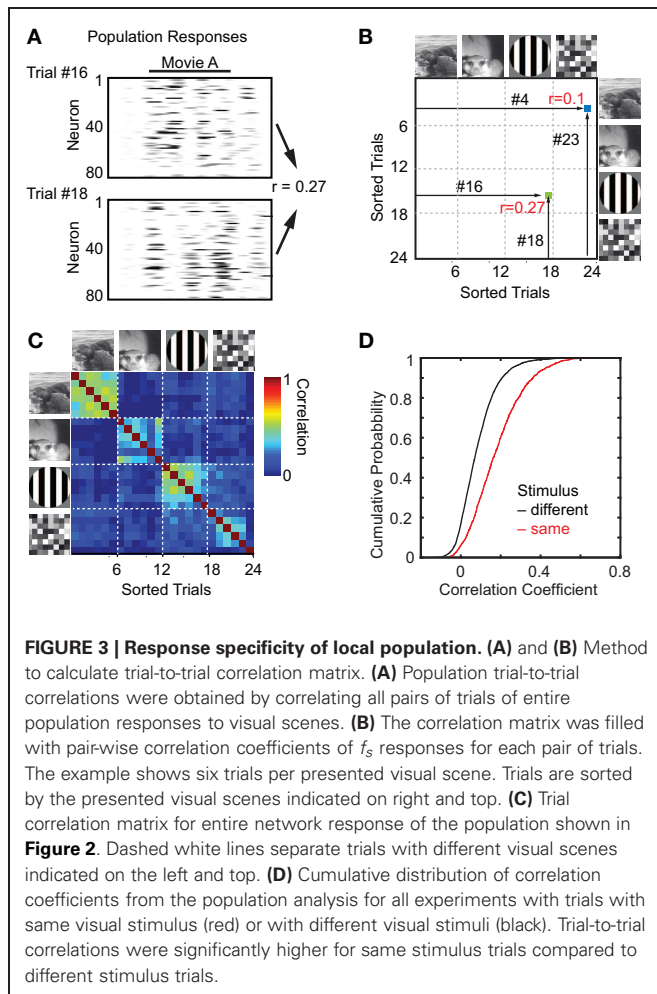 A
Population Responses
Movie A
Trial #16
1
Neuron
40
80
r = 0.27
Trial #18
1
Neuron
40
80
B
#4
r=0.1
6
#23
Sorted Trials
12
#16
18
r=0.27
#18
24
6 12 18 24
Sorted Trials
C
1
Correlation
0
6 12 18 24
Sorted Trials
D
1
0.8
0.6
0.4
0.2
0
Cumulative Probabbility
Stimulus
– different
– same
0 0.4 0.8
Correlation Coefficient
FIGURE 3 | Response specificity of local population. (A) and (B) Method
to calculate trial-to-trial correlation matrix. (A) Population trial-to-trial
correlations were obtained by correlating all pairs of trials of entire
population responses to visual scenes. (B) The correlation matrix was filled
with pair-wise correlation coefficients of fs responses for each pair of trials.
The example shows six trials per presented visual scene. Trials are sorted
by the presented visual scenes indicated on right and top. (C) Trial
correlation matrix for entire network response of the population shown in
Figure 2. Dashed white lines separate trials with different visual scenes
indicated on the left and top. (D) Cumulative distribution of correlation
coefficients from the population analysis for all experiments with trials with
same visual stimulus (red) or with different visual stimuli (black). Trial-to-trial
correlations were significantly higher for same stimulus trials compared to
different stimulus trials.